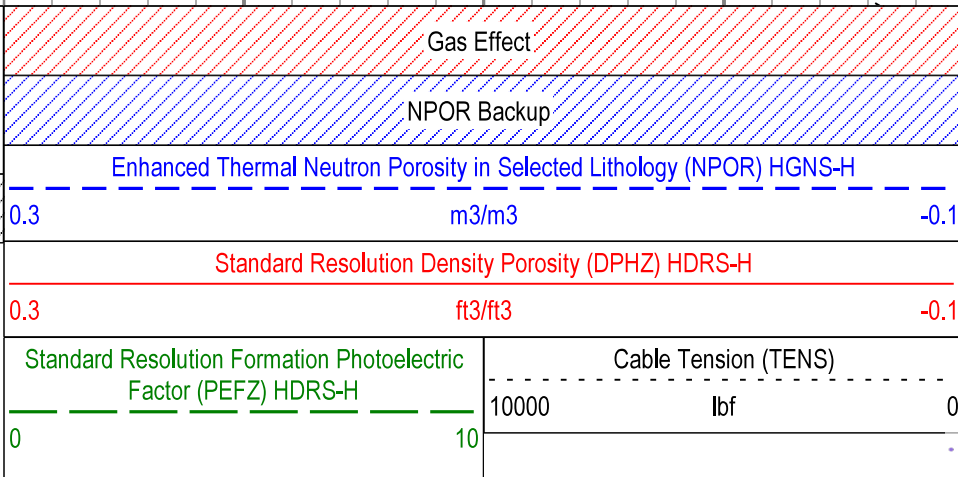 Gas Effect
NPOR Backup
Enhanced Thermal Neutron Porosity in Selected Lithology (NPOR) HGNS-H
0.3 m3/m3 -0.1
Standard Resolution Density Porosity (DPHZ) HDRS-H
0.3 ft3/ft3 -0.1
Standard Resolution Formation Photoelectric
Factor (PEFZ) HDRS-H
0 10
Cable Tension (TENS)
10000 lbf 0